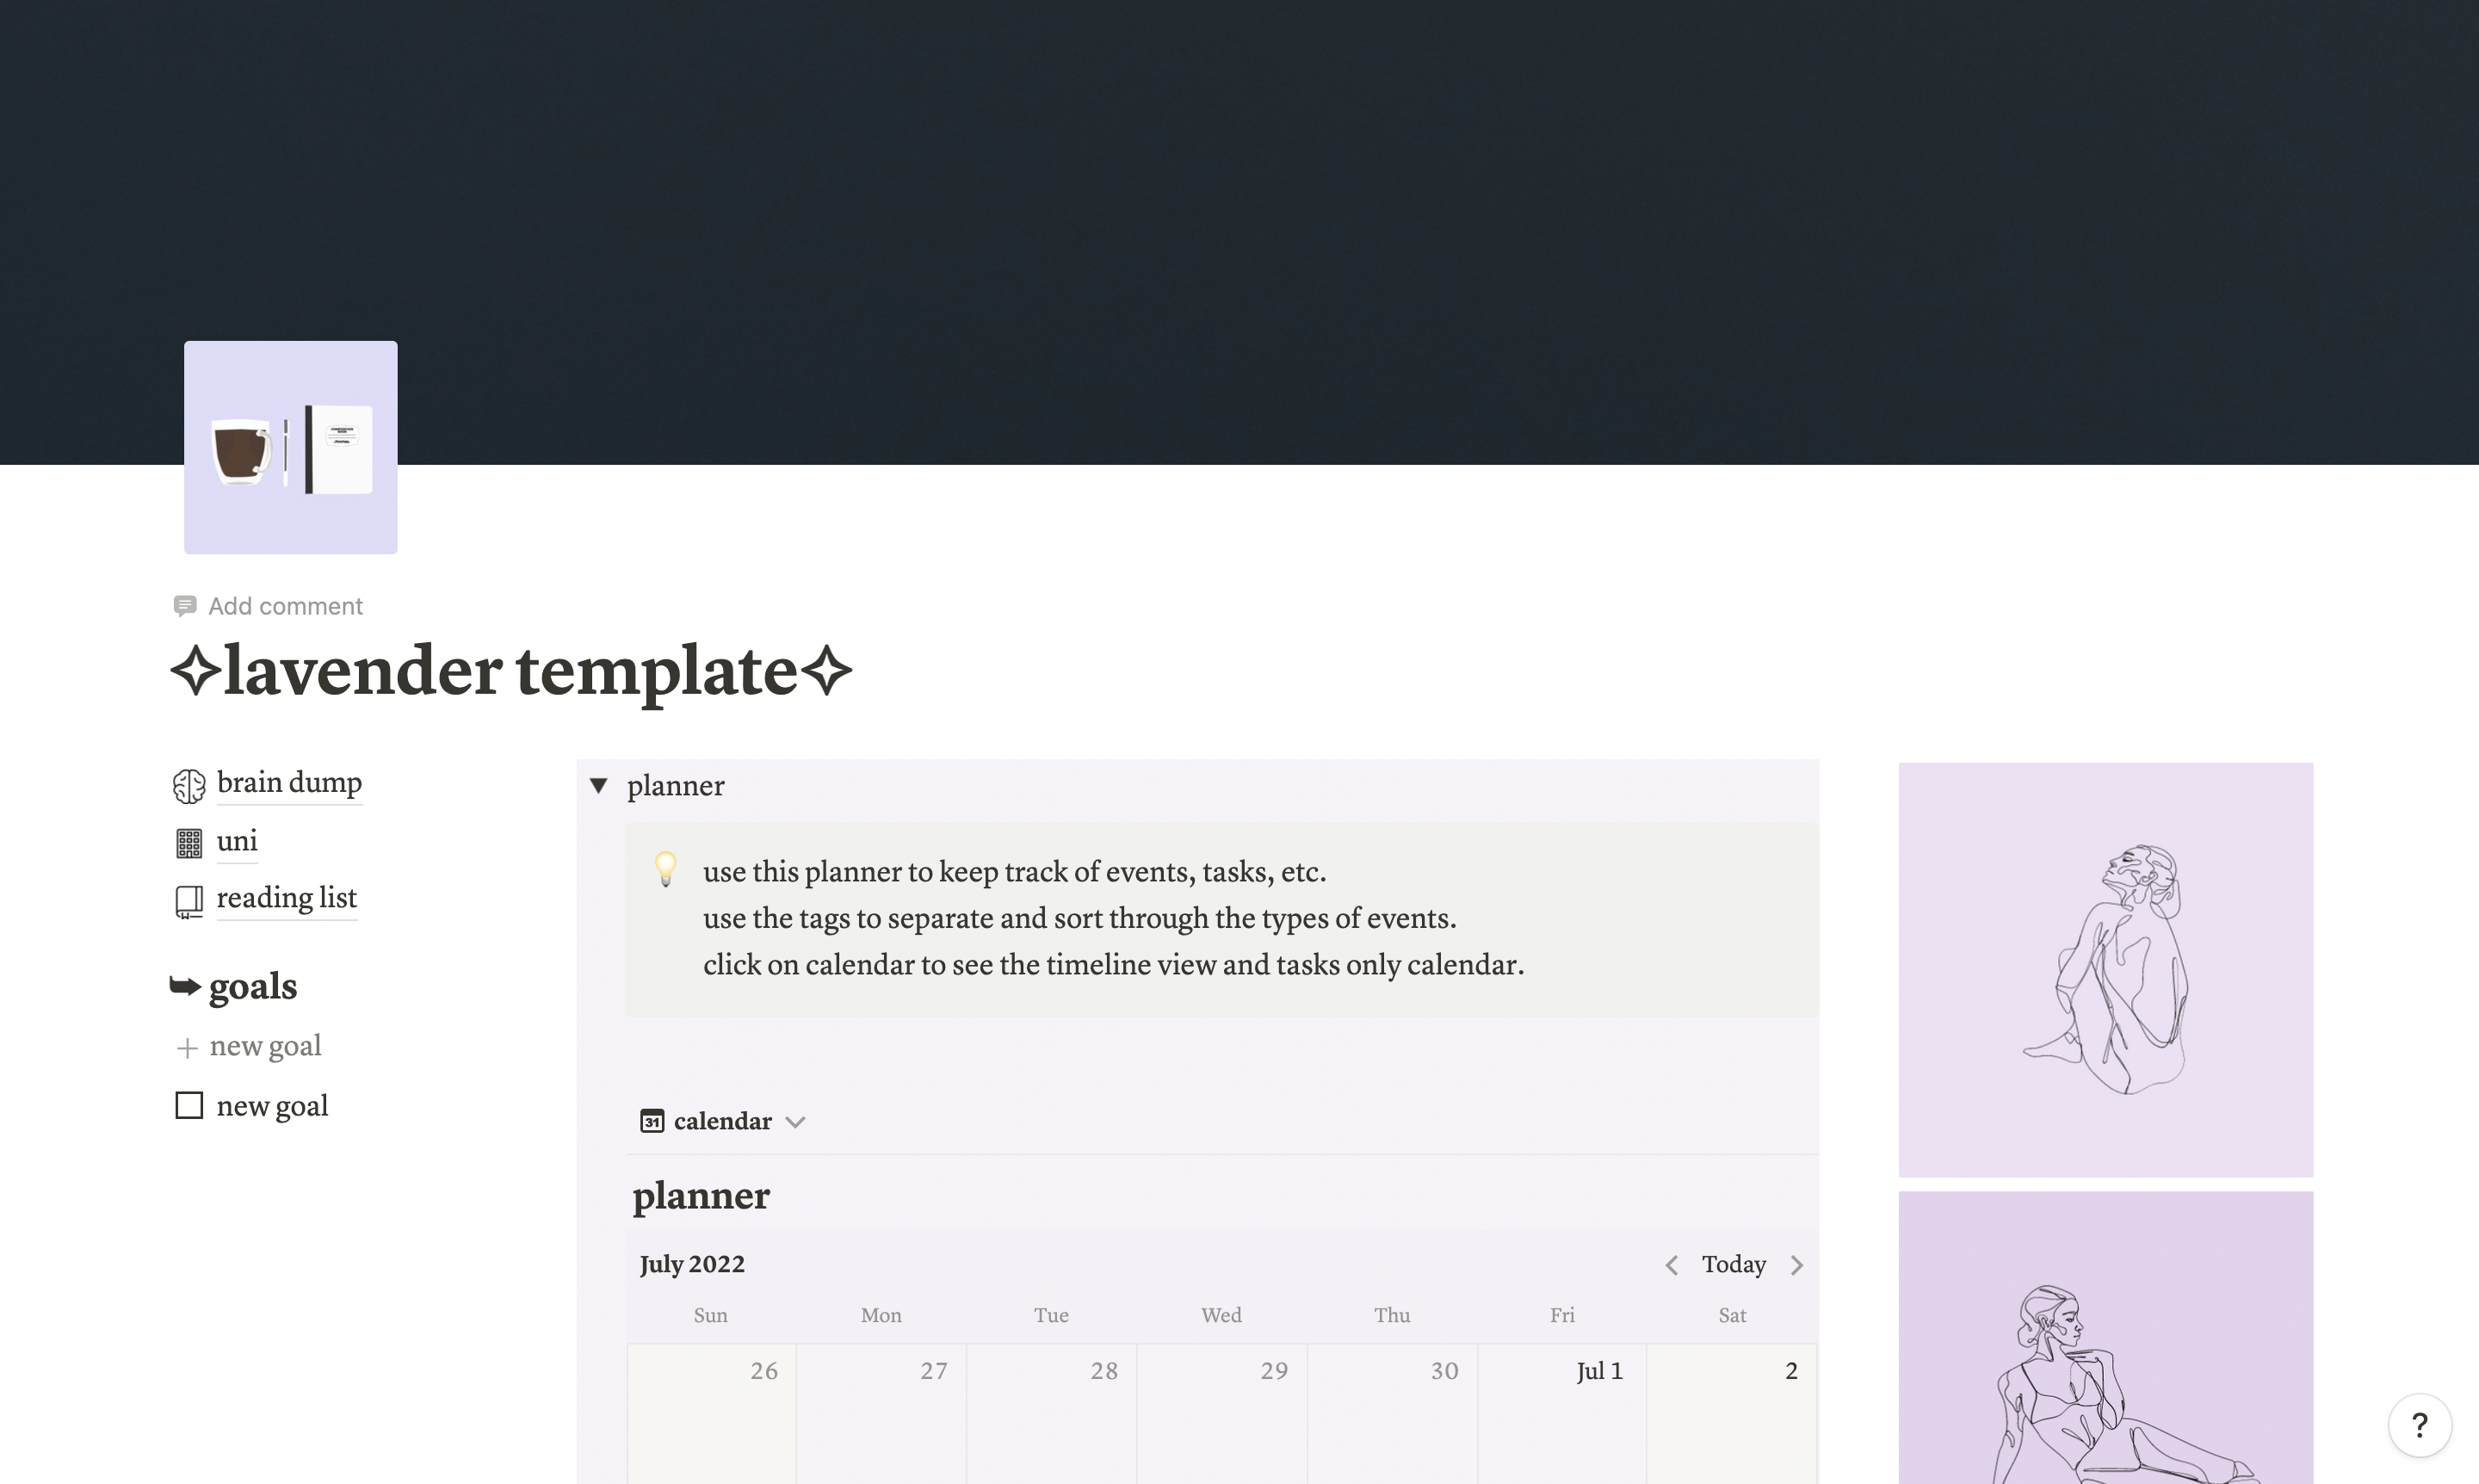 Add comment
✧lavender template✧
brain dump
uni
reading list
➥ goals
+ new goal
new goal
planner
use this planner to keep track of events, tasks, etc.
use the tags to separate and sort through the types of events.
click on calendar to see the timeline view and tasks only calendar.
31 calendar
planner
July 2022
Today
Sun Mon Tue Wed Thu Fri Sat
26 27 28 29 30 Jul 1 2
?